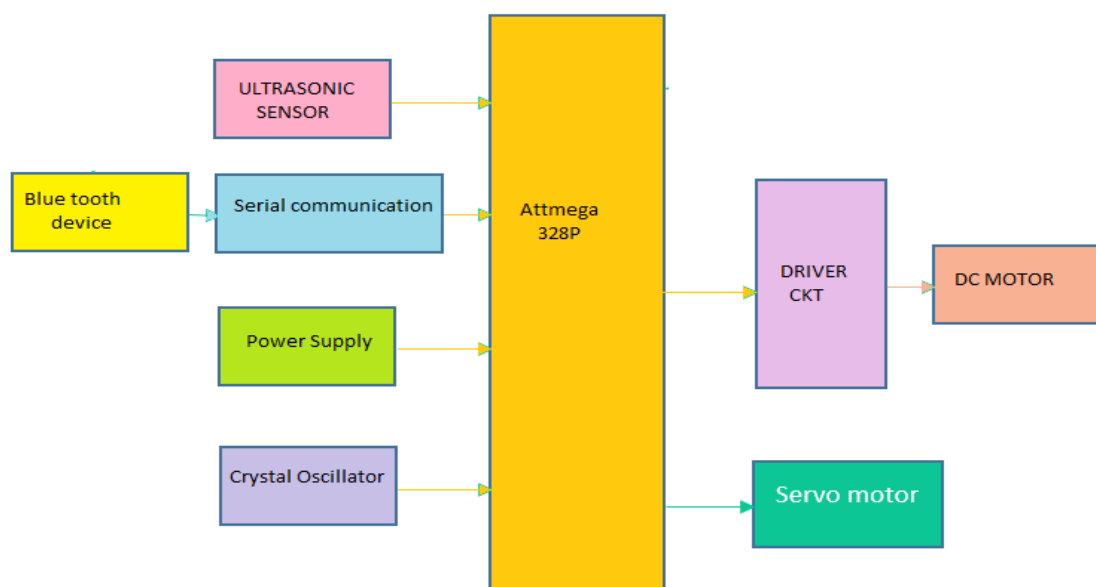 ULTRASONIC
SENSOR
Blue tooth
device
Serial communication
Attmega
328P
Power Supply
Crystal Oscillator
DRIVER
CKT
DC MOTOR
Servo motor